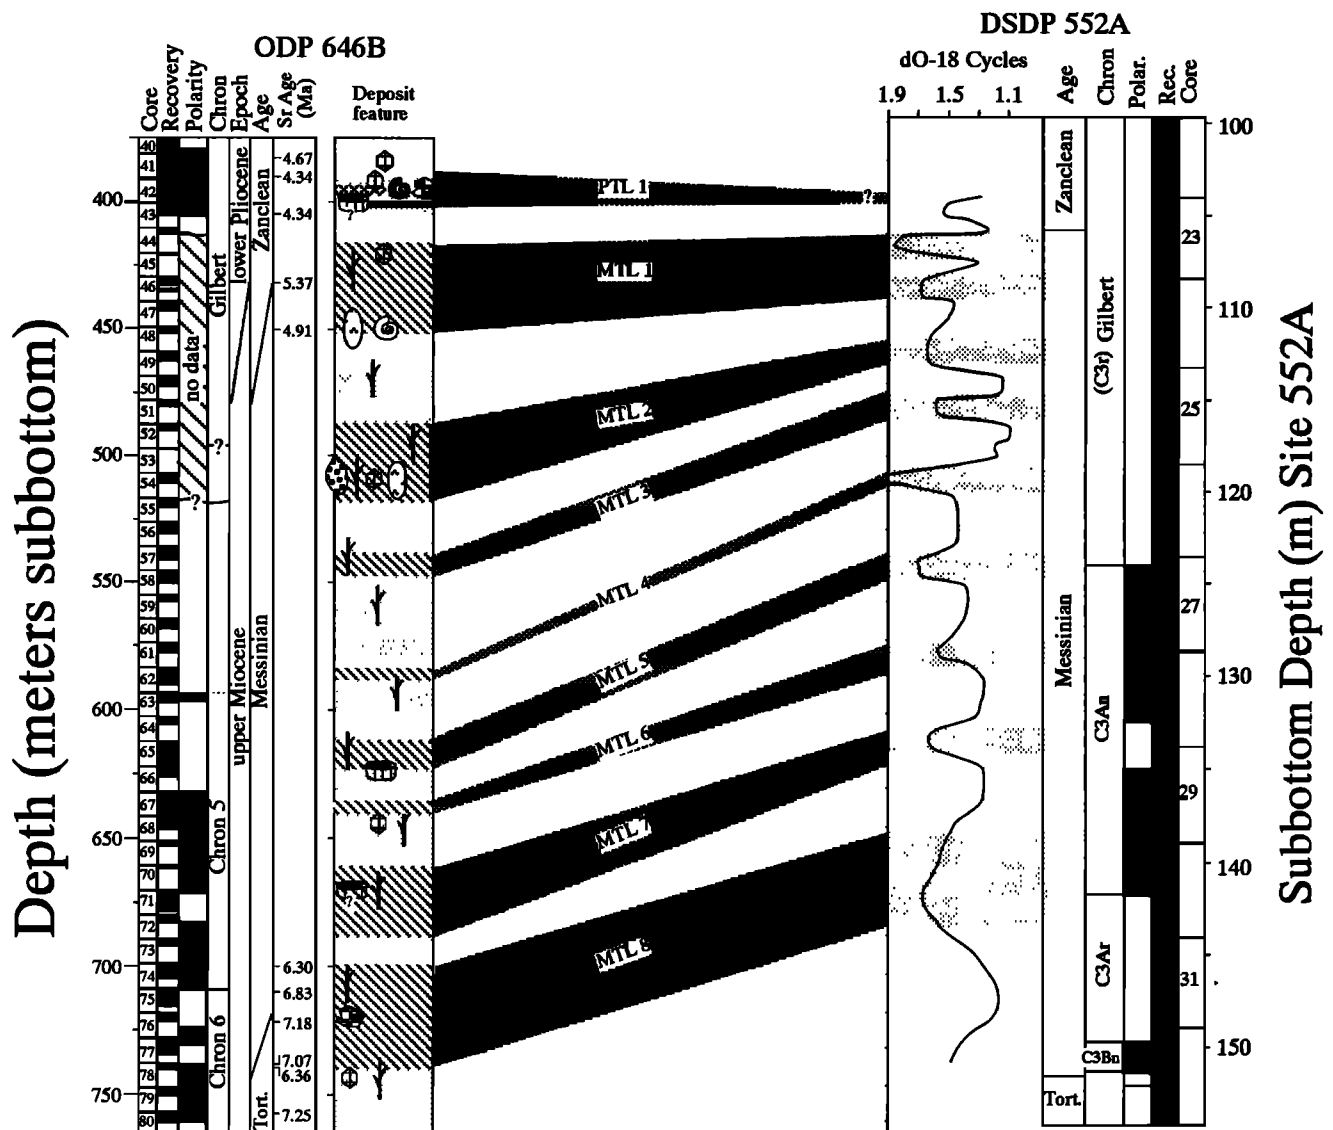 ODP 646B
DSDP 552A
Core
Recovery
Polarity
Chron
Epoch
Age
Sr Age
(Ma)
Deposit
feature
dO-18 Cycles
1.9 1.5 1.1
Age
Chron
Polar.
Rec.
Core
Depth (meters subbottom)
400
450
500
550
600
650
700
750
40
41
42
43
44
45
46
47
48
49
50
51
52
53
54
55
56
57
58
59
60
61
62
63
64
65
66
67
68
69
70
71
72
73
74
75
76
77
78
79
80
no data
?
Gilbert
?
Chron 5
Chron 6
lower Pliocene
upper Miocene
Zanclean
Messinian
Tort.
4.67
4.34
4.34
5.37
4.91
6.30
6.83
7.18
7.07
6.36
7.25
?
?
PTL 1
?
MTL 1
MTL 2
MTL 3
MTL 4
MTL 5
MTL 6
MTL 7
MTL 8
Zanclean
Messinian
Tort.
(C3r) Gilbert
C3An
C3Ar
C3Bn
23
25
27
29
31
100
110
120
130
140
150
Subbottom Depth (m) Site 552A